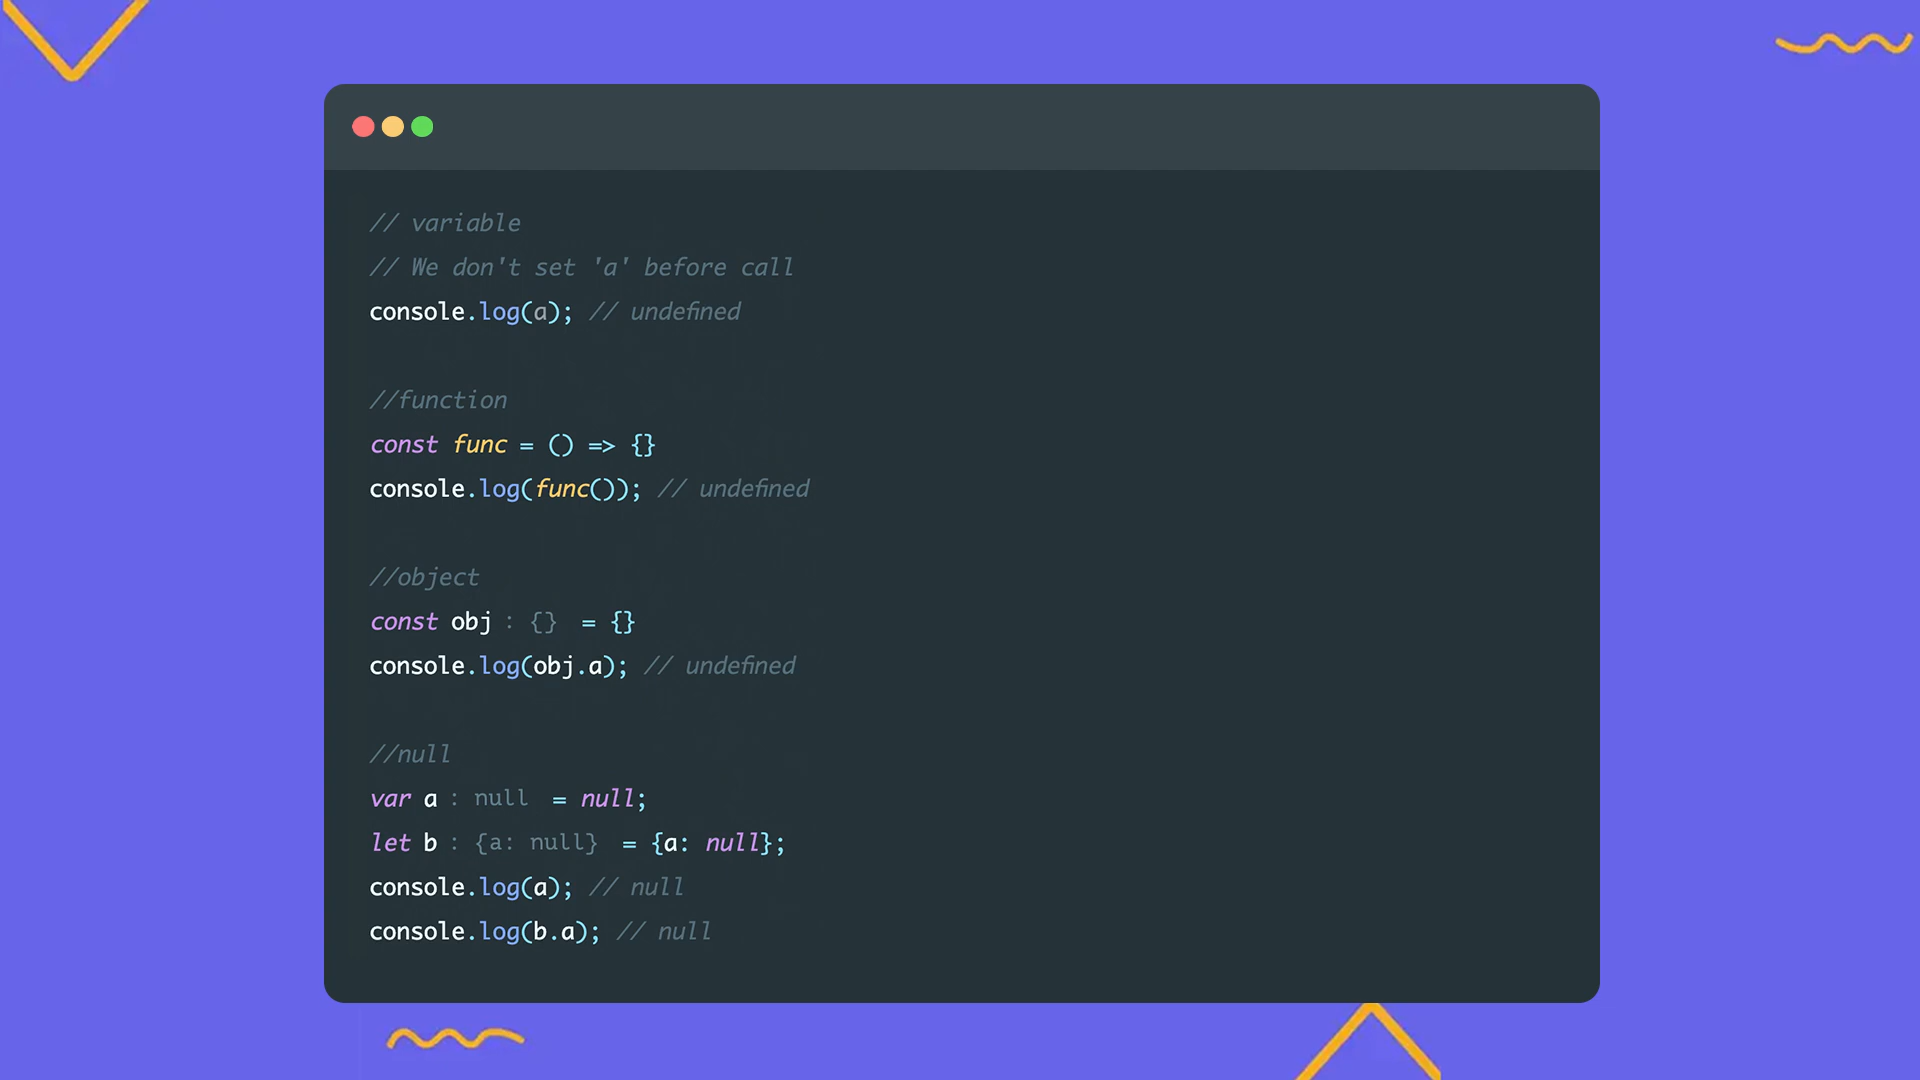 // variable
// We don't set 'a' before call
console.log(a); // undefined
//function
const func = () => {}
console.log(func()); // undefined
//object
const obj : {} = {}
console.log(obj.a); // undefined
//null
var a : null = null;
let b : {a: null} = {a: null};
console.log(a); // null
console.log(b.a); // null